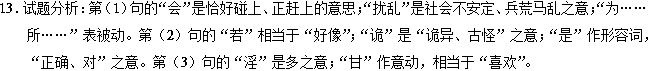 13.试题分析:第(1)句的“会”是恰好碰上、正赶上的意思;“扰乱”是社会不安定、兵荒马乱之意;“为……
所……”表被动。第(2)句的“若”相当于“好像”;“诡”是“诡异、古怪”之意;“是”作形容词,
“正确、对”之意。第(3)句的“淫”是多之意;“甘”作意动,相当于“喜欢”。